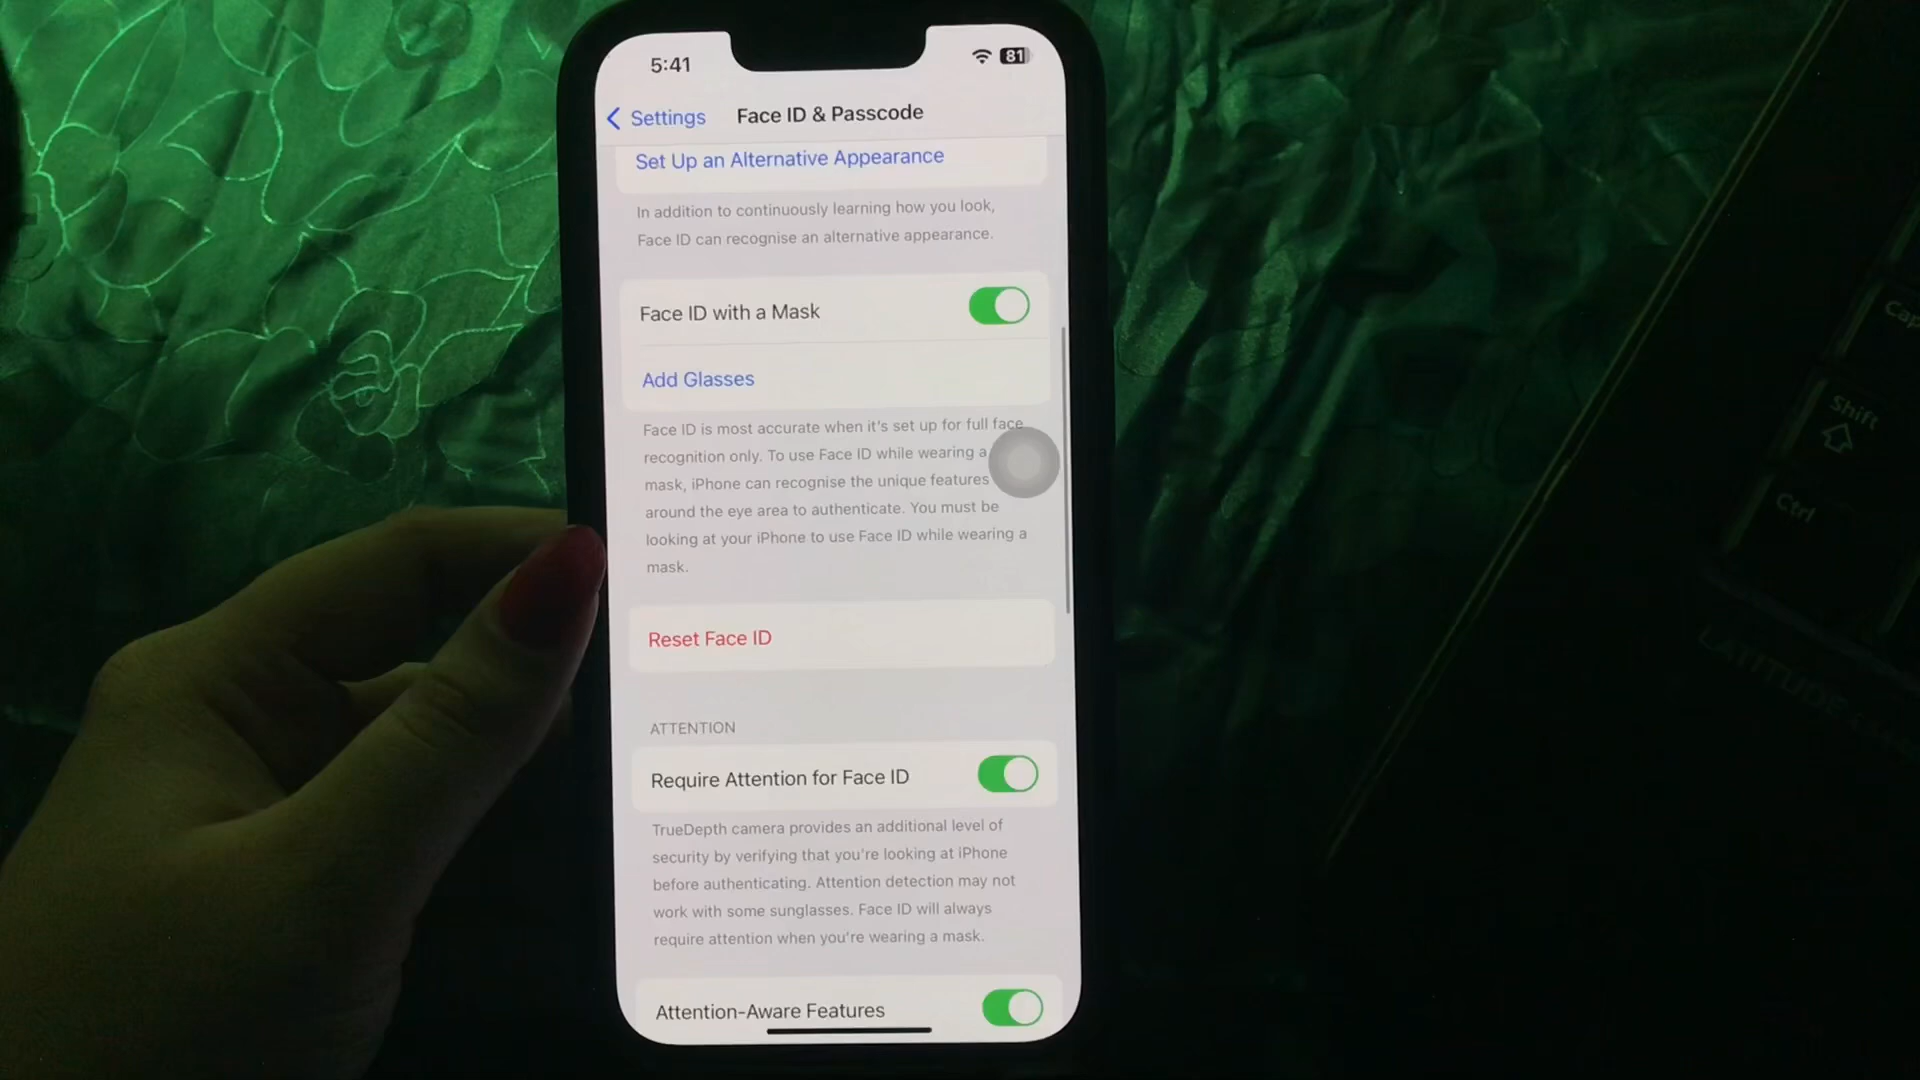 5:41
81
Settings
Face ID & Passcode
Set Up an Alternative Appearance
In addition to continuously learning how you look,
Face ID can recognise an alternative appearance.
Face ID with a Mask
Add Glasses
Face ID is most accurate when it's set up for full face
recognition only. To use Face ID while wearing a
mask, iPhone can recognise the unique features
around the eye area to authenticate. You must be
looking at your iPhone to use Face ID while wearing a
mask.
Reset Face ID
ATTENTION
Require Attention for Face ID
TrueDepth camera provides an additional level of
security by verifying that you're looking at iPhone
before authenticating. Attention detection may not
work with some sunglasses. Face ID will always
require attention when you're wearing a mask.
Attention-Aware Features
Shift
Ctrl
LATITUDE